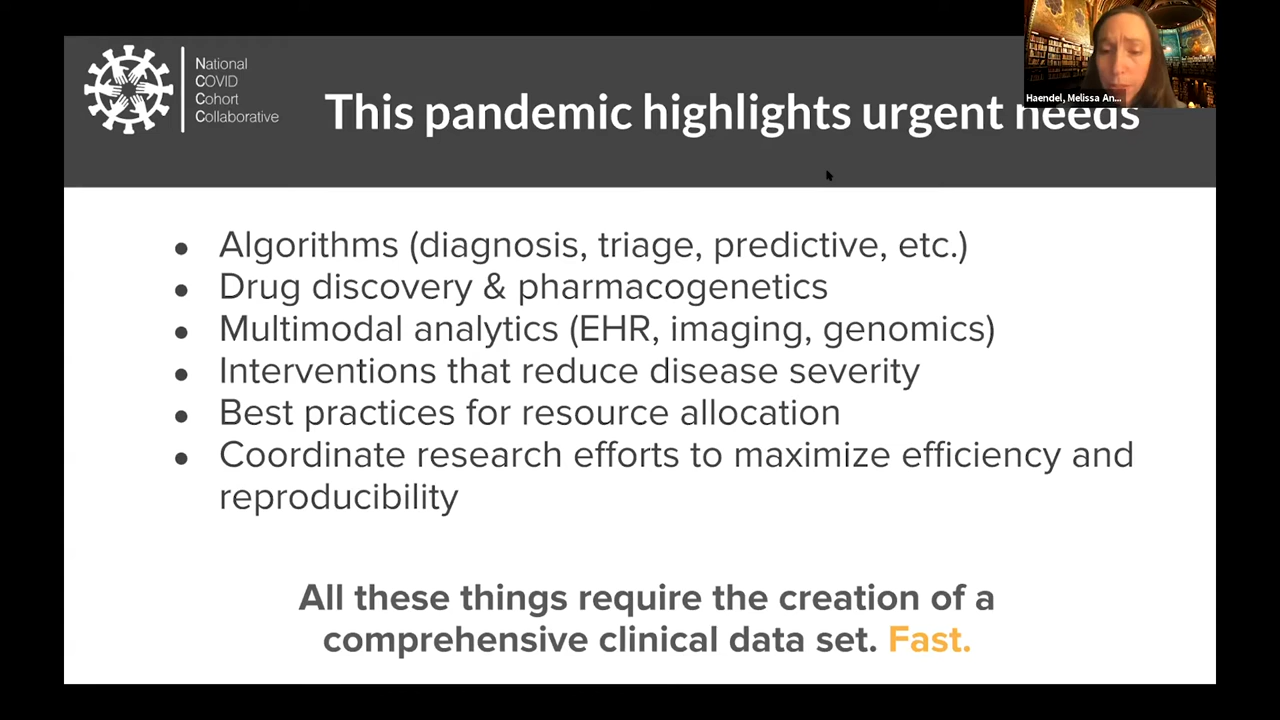 National
COVID
Cohort
Collaborative
This pandemic highlights urgent needs
Haendel, Melissa An...
● Algorithms (diagnosis, triage, predictive, etc.)
● Drug discovery & pharmacogenetics
● Multimodal analytics (EHR, imaging, genomics)
● Interventions that reduce disease severity
● Best practices for resource allocation
● Coordinate research efforts to maximize efficiency and
reproducibility
All these things require the creation of a
comprehensive clinical data set. Fast.